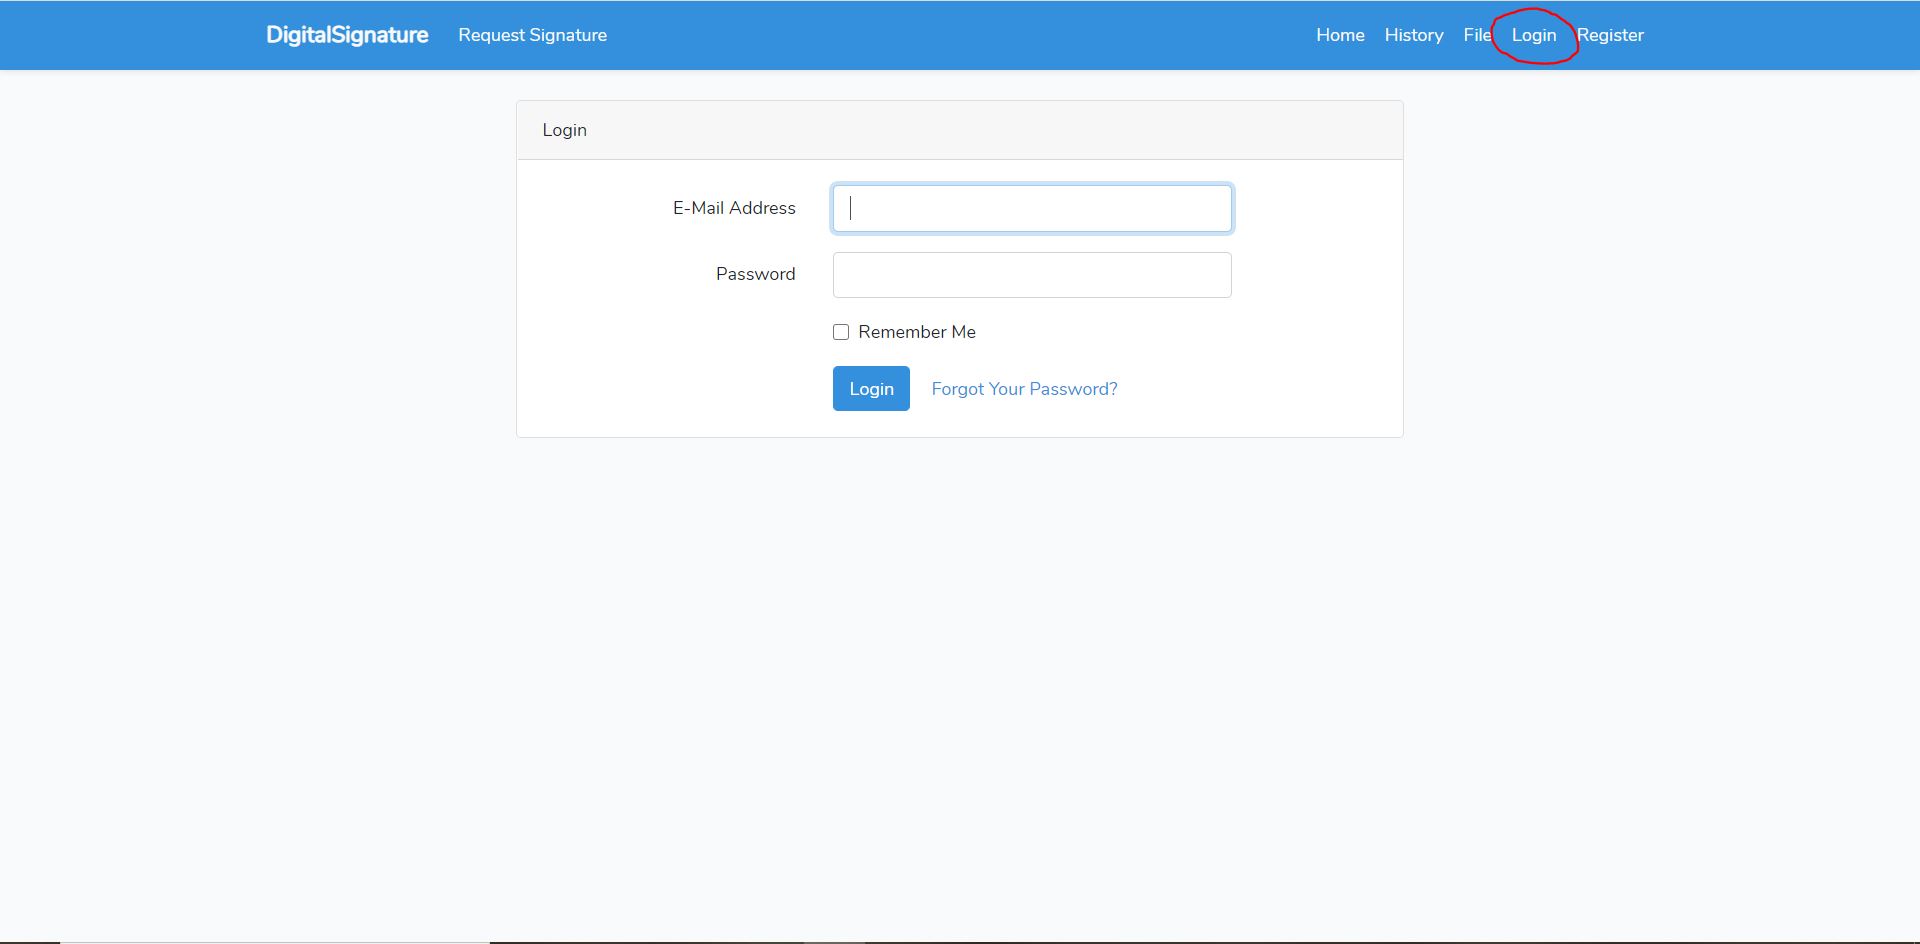 DigitalSignature Request Signature Home History File Login Register
Login
E-Mail Address
Password
Remember Me
Login Forgot Your Password?